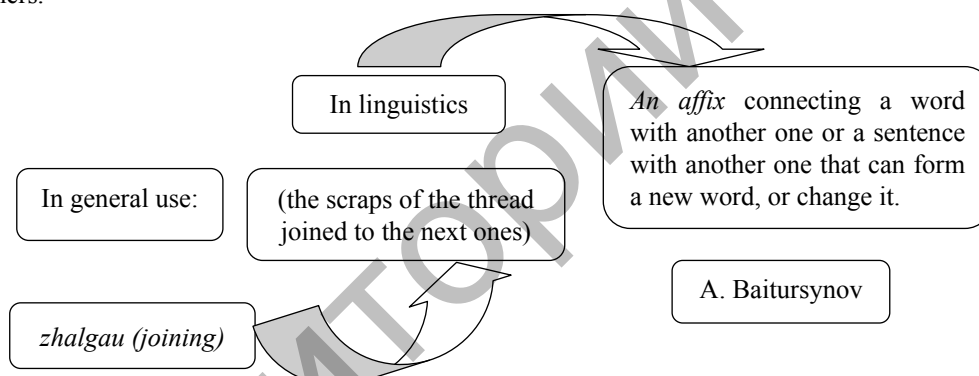 In linguistics
An affix connecting a word
with another one or a sentence
with another one that can form
a new word, or change it.
In general use:
(the scraps of the thread
joined to the next ones)
A. Baitursynov
zhalgau (joining)